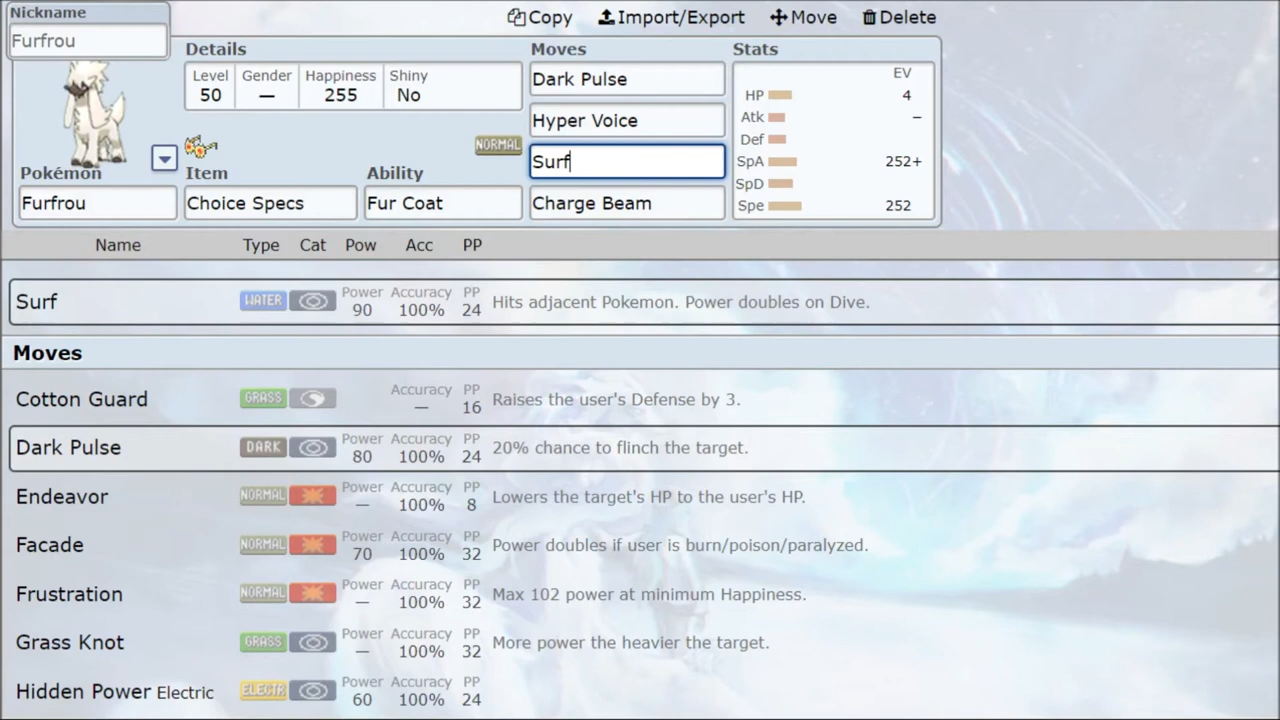 Nickname
Furfrou
Copy Import/Export Move Delete
Details
Level Gender Happiness Shiny
50 — 255 No
NORMAL
Pokémon Item Ability
Furfrou Choice Specs Fur Coat
Moves
Dark Pulse
Hyper Voice
Surf
Charge Beam
Stats
EV
HP 4
Atk –
Def
SpA 252+
SpD
Spe 252
Name Type Cat Pow Acc PP
Surf WATER Power 90 Accuracy 100% PP 24 Hits adjacent Pokemon. Power doubles on Dive.
Moves
Cotton Guard GRASS Accuracy — PP 16 Raises the user's Defense by 3.
Dark Pulse DARK Power 80 Accuracy 100% PP 24 20% chance to flinch the target.
Endeavor NORMAL Power — Accuracy 100% PP 8 Lowers the target's HP to the user's HP.
Facade NORMAL Power 70 Accuracy 100% PP 32 Power doubles if user is burn/poison/paralyzed.
Frustration NORMAL Power — Accuracy 100% PP 32 Max 102 power at minimum Happiness.
Grass Knot GRASS Power — Accuracy 100% PP 32 More power the heavier the target.
Hidden Power Electric ELECTR Power 60 Accuracy 100% PP 24